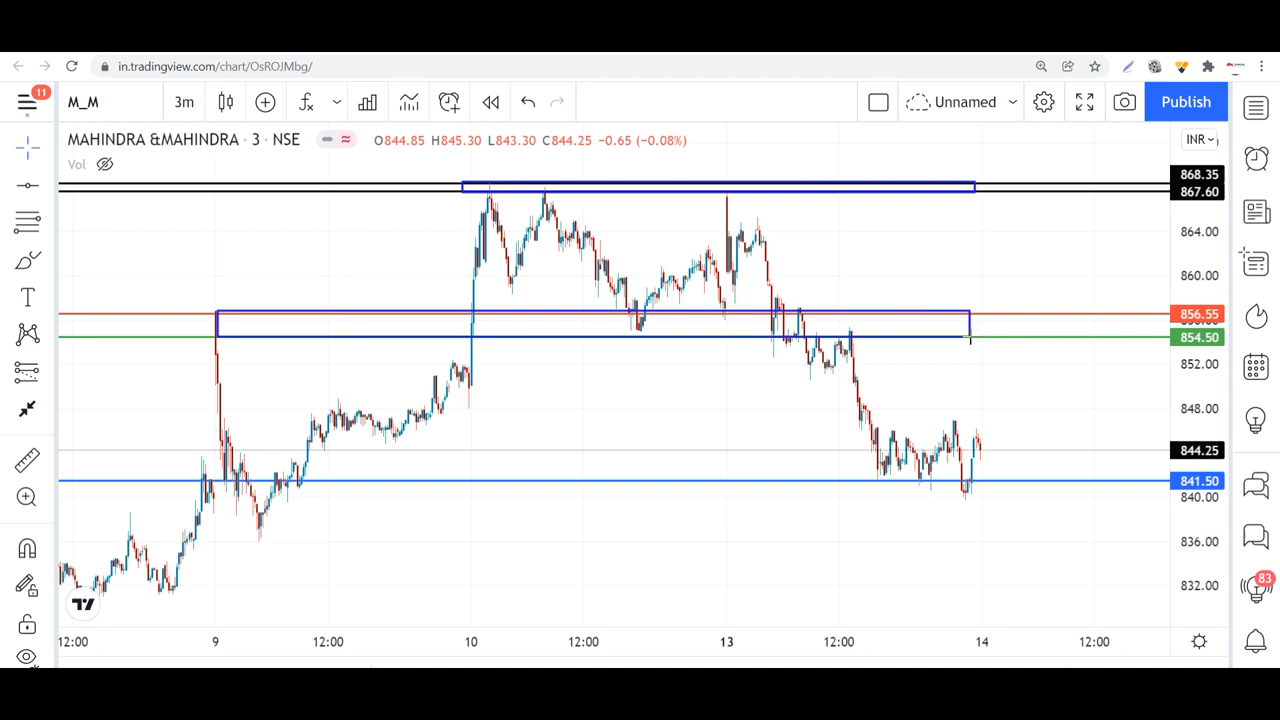 in.tradingview.com/chart/OsROJMbg/
11
M_M
3m
Unnamed
Publish
MAHINDRA &MAHINDRA · 3 · NSE
O844.85 H845.30 L843.30 C844.25 −0.65 (−0.08%)
INR
Vol
868.35
867.60
864.00
860.00
856.55
854.50
852.00
848.00
844.25
841.50
840.00
836.00
832.00
83
12:00 9 12:00 10 12:00 13 12:00 14 12:00